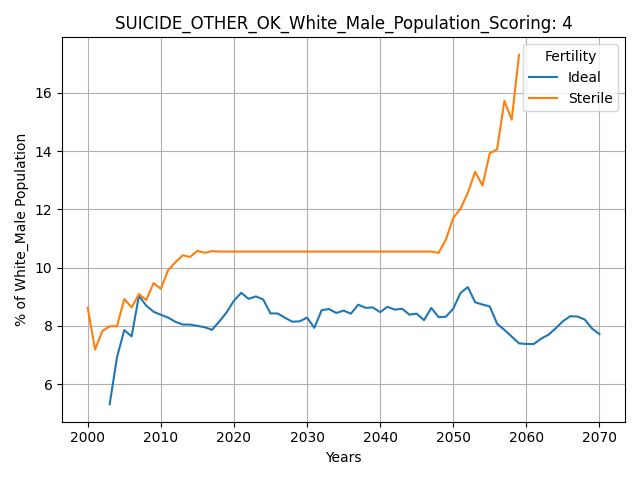 SUICIDE_OTHER_OK_White_Male_Population_Scoring: 4
Fertility
Ideal
Sterile
% of White_Male Population
16
14
12
10
8
6
2000 2010 2020 2030 2040 2050 2060 2070
Years